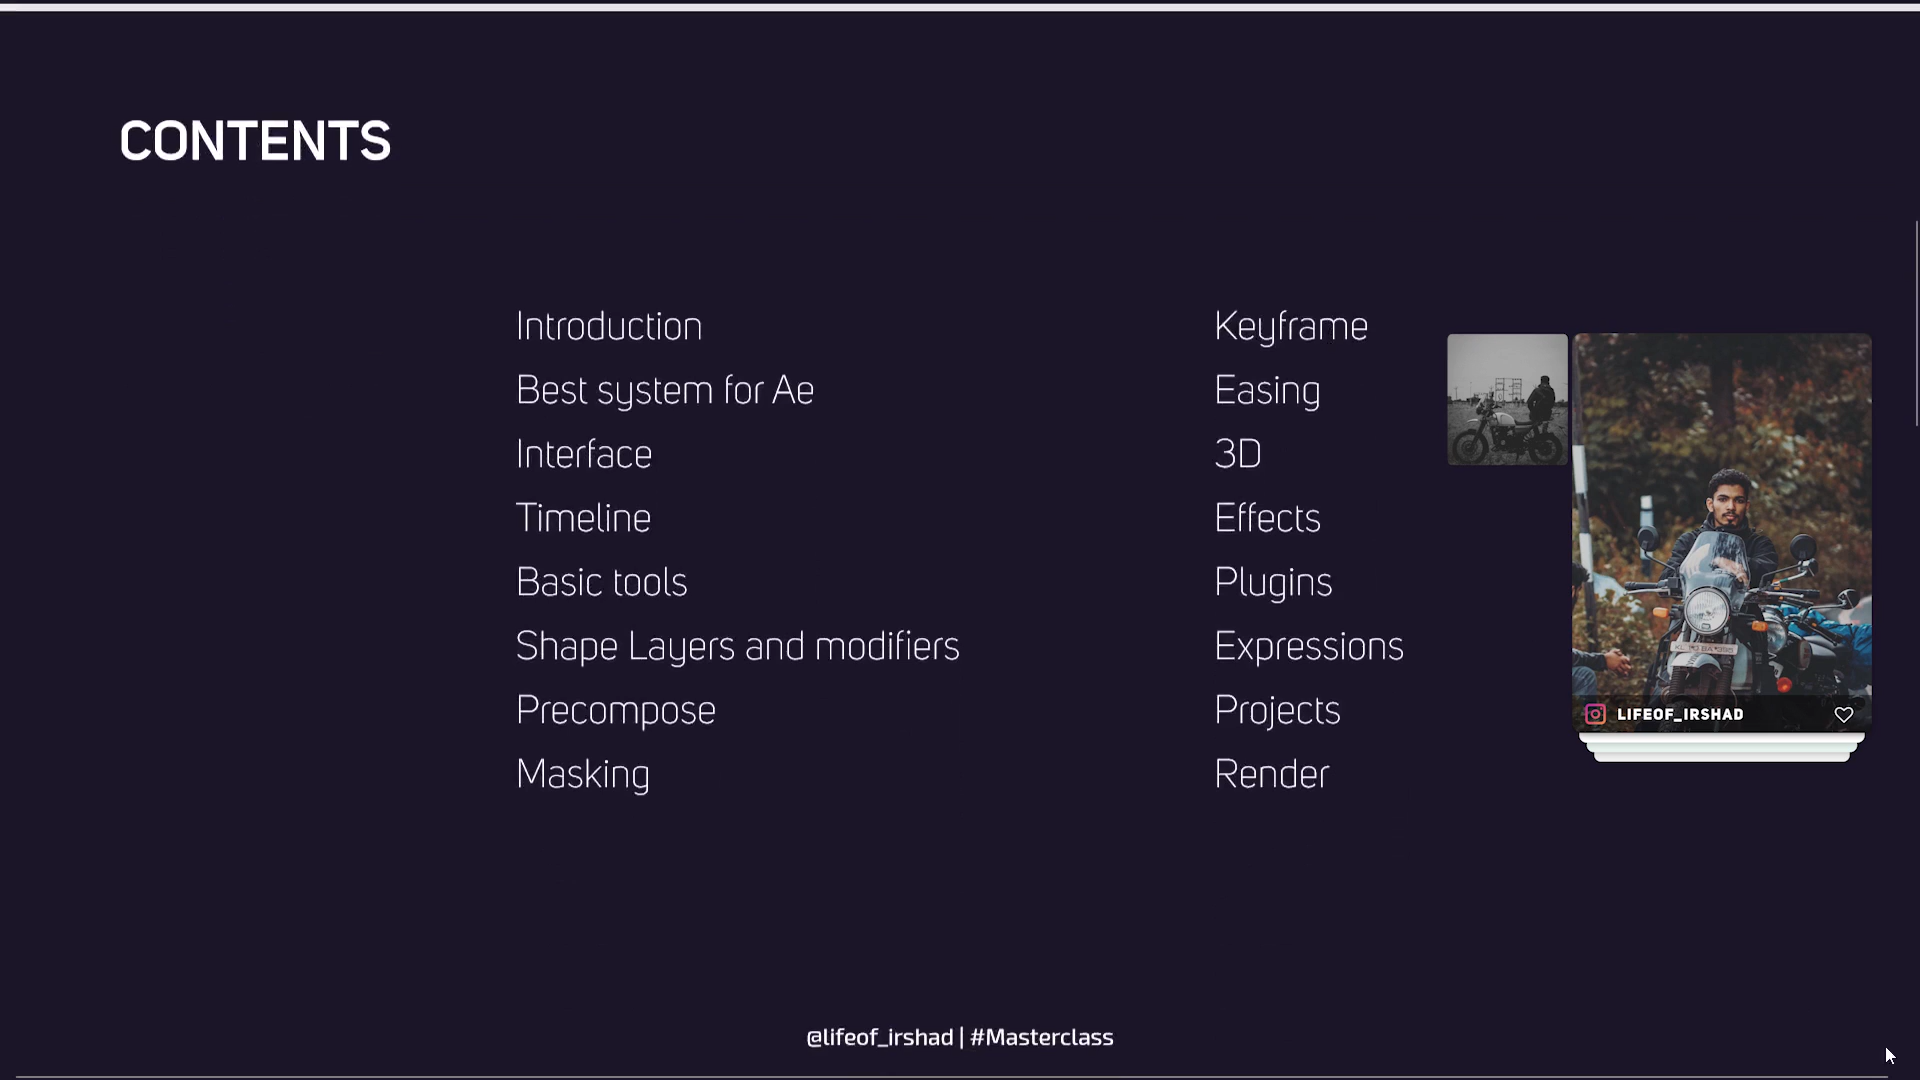 CONTENTS
Introduction
Best system for Ae
Interface
Timeline
Basic tools
Shape Layers and modifiers
Precompose
Masking
Keyframe
Easing
3D
Effects
Plugins
Expressions
Projects
Render
LIFEOF_IRSHAD
@lifeof_irshad | #Masterclass